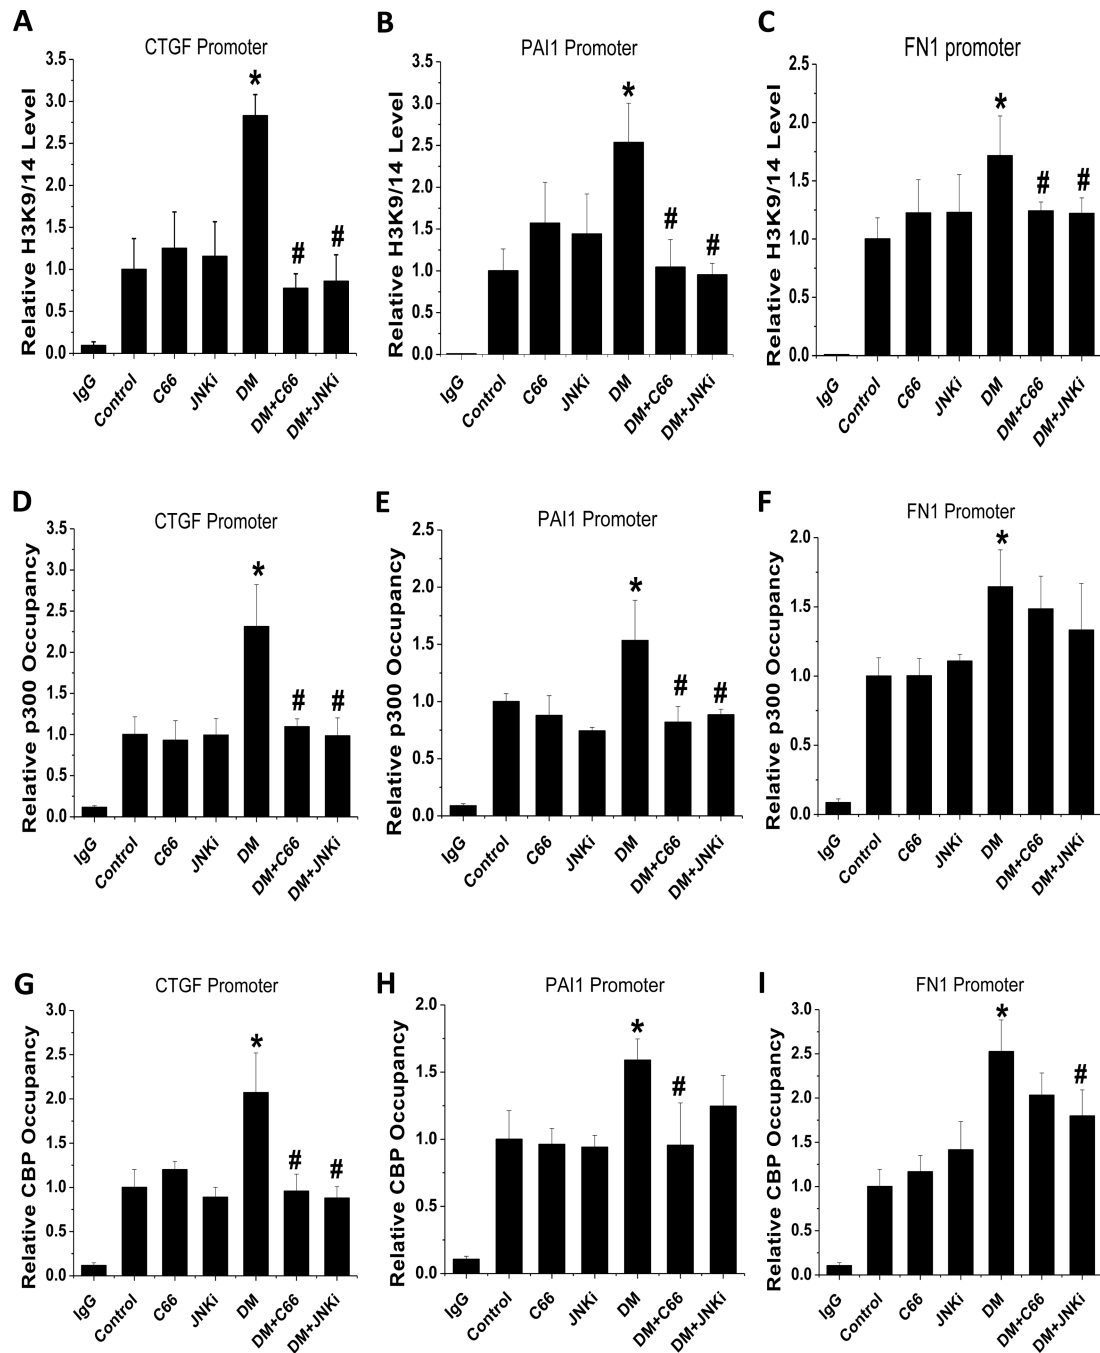 A
CTGF Promoter
Relative H3K9/14 Level
3.5
3.0
2.5
2.0
1.5
1.0
0.5
0.0
*
#
#
IgG
Control
C66
JNKi
DM
DM+C66
DM+JNKi
B
PAI1 Promoter
Relative H3K9/14 Level
3.5
3.0
2.5
2.0
1.5
1.0
0.5
0.0
*
#
#
IgG
Control
C66
JNKi
DM
DM+C66
DM+JNKi
C
FN1 promoter
Relative H3K9/14 Level
2.5
2.0
1.5
1.0
0.5
0.0
*
#
#
IgG
Control
C66
JNKi
DM
DM+C66
DM+JNKi
D
CTGF Promoter
Relative p300 Occupancy
3.5
3.0
2.5
2.0
1.5
1.0
0.5
0.0
*
#
#
IgG
Control
C66
JNKi
DM
DM+C66
DM+JNKi
E
PAI1 Promoter
Relative p300 Occupancy
2.5
2.0
1.5
1.0
0.5
0.0
*
#
#
IgG
Control
C66
JNKi
DM
DM+C66
DM+JNKi
F
FN1 Promoter
Relative p300 Occupancy
2.0
1.5
1.0
0.5
0.0
*
IgG
Control
C66
JNKi
DM
DM+C66
DM+JNKi
G
CTGF Promoter
Relative CBP Occupancy
3.0
2.5
2.0
1.5
1.0
0.5
0.0
*
#
#
IgG
Control
C66
JNKi
DM
DM+C66
DM+JNKi
H
PAI1 Promoter
Relative CBP Occupancy
2.0
1.5
1.0
0.5
0.0
*
#
IgG
Control
C66
JNKi
DM
DM+C66
DM+JNKi
I
FN1 Promoter
Relative CBP Occupancy
3.0
2.5
2.0
1.5
1.0
0.5
0.0
*
#
IgG
Control
C66
JNKi
DM
DM+C66
DM+JNKi